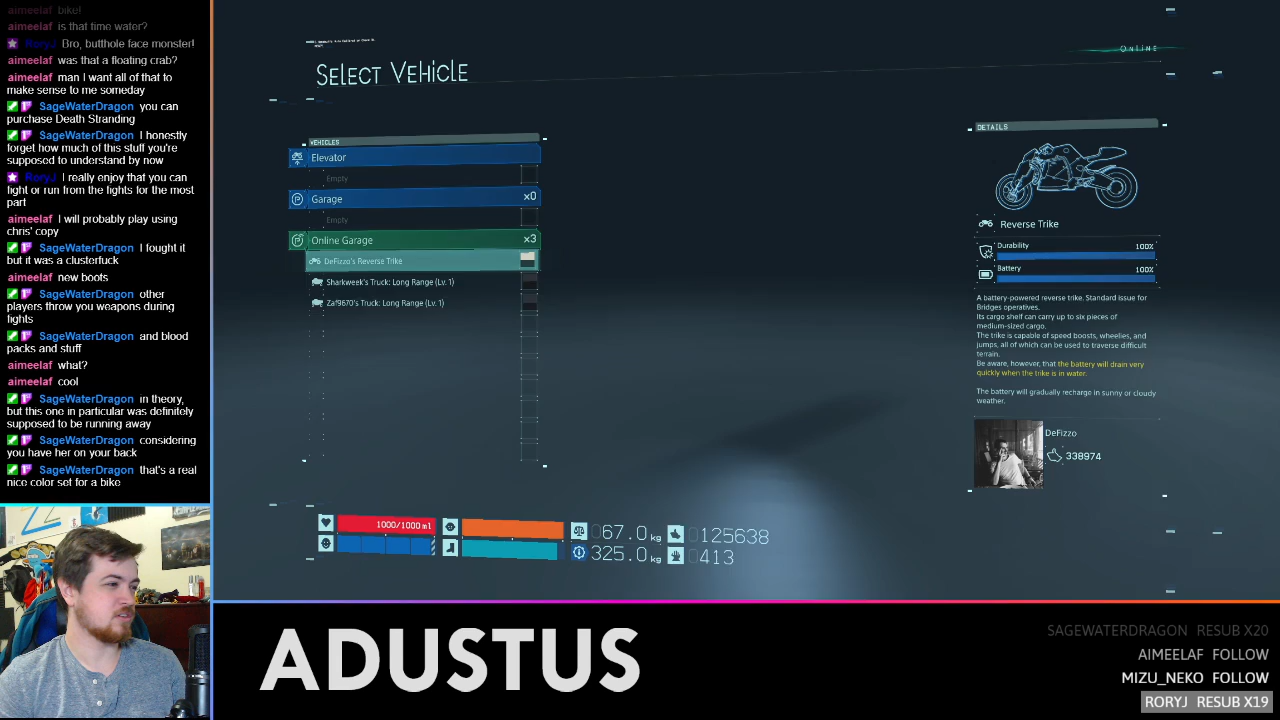 aimeelaf bike!
aimeelaf is that time water?
RoryJ Bro, butthole face monster!
aimeelaf was that a floating crab?
aimeelaf man I want all of that to
make sense to me someday
SageWaterDragon you can
purchase Death Stranding
SageWaterDragon I honestly
forget how much of this stuff you're
supposed to understand by now
RoryJ I really enjoy that you can
fight or run from the fights for the most
part
aimeelaf I will probably play using
chris' copy
SageWaterDragon I fought it
but it was a clusterfuck
aimeelaf new boots
SageWaterDragon other
players throw you weapons during
fights
SageWaterDragon and blood
packs and stuff
aimeelaf what?
aimeelaf cool
SageWaterDragon in theory,
but this one in particular was definitely
supposed to be running away
SageWaterDragon considering
you have her on your back
SageWaterDragon that's a real
nice color set for a bike
Select Vehicle
Online
VEHICLES
Elevator
Empty
Garage x0
Empty
Online Garage x3
DeFizzo's Reverse Trike
Sharkweek's Truck: Long Range (Lv. 1)
Zaf9670's Truck: Long Range (Lv. 1)
DETAILS
Reverse Trike
Durability 100%
Battery 100%
A battery-powered reverse trike. Standard issue for
Bridges operatives.
Its cargo shelf can carry up to six pieces of
medium-sized cargo.
The trike is capable of speed boosts, wheelies, and
jumps, all of which can be used to traverse difficult
terrain.
Be aware, however, that the battery will drain very
quickly when the trike is in water.
The battery will gradually recharge in sunny or cloudy
weather.
DeFizzo
338974
1000/1000ml
067.0 kg
0125638
325.0 kg
00413
ADUSTUS
SAGEWATERDRAGON RESUB X20
AIMEELAF FOLLOW
MIZU_NEKO FOLLOW
RORYJ RESUB X19